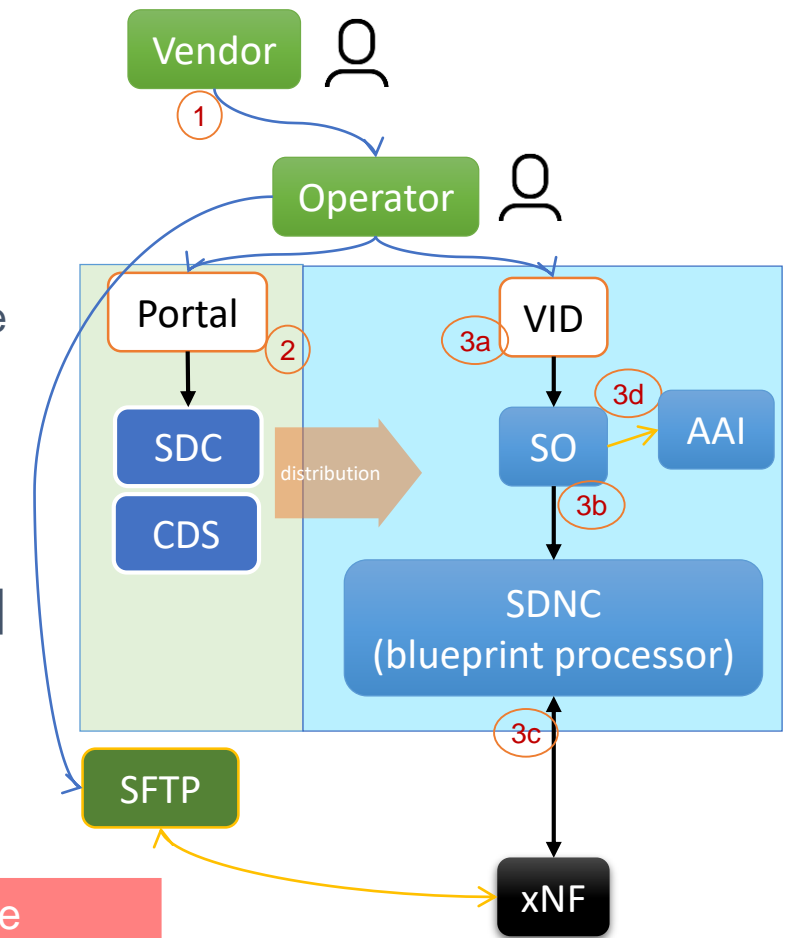 Vendor
1
Operator
Portal
2
VID
3a
3d
SDC
distribution
SO
AAI
CDS
3b
SDNC
(blueprint processor)
3c
SFTP
xNF